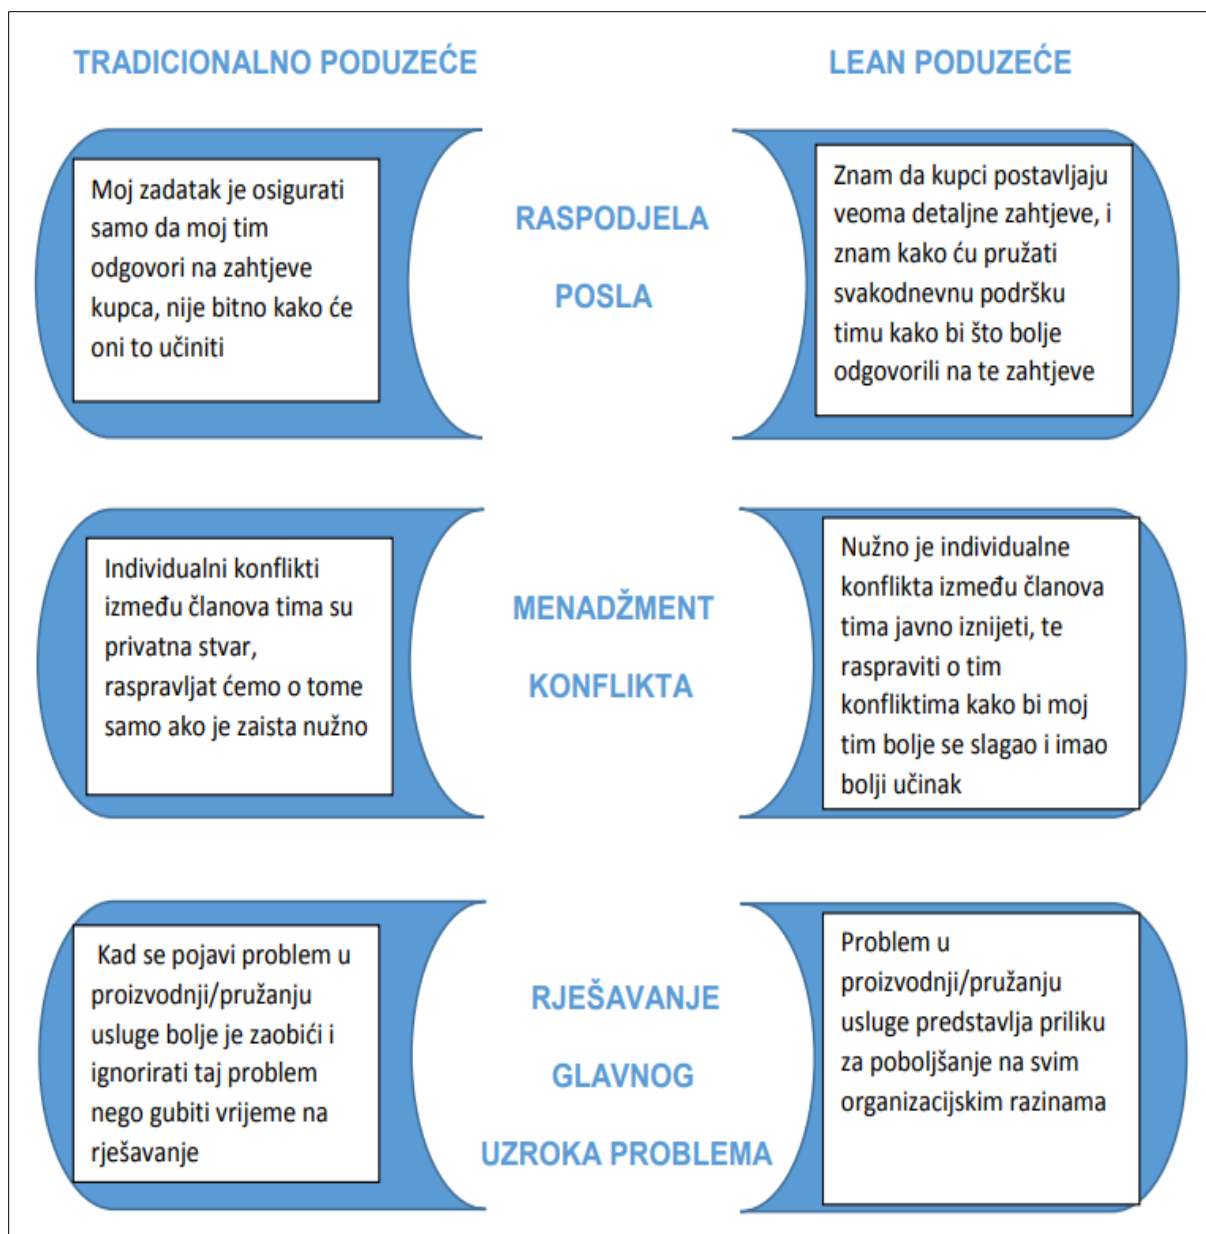 TRADICIONALNO PODUZEĆE
LEAN PODUZEĆE
Moj zadatak je osigurati
samo da moj tim
odgovori na zahtjeve
kupca, nije bitno kako će
oni to učiniti
RASPODJELA
POSLA
Znam da kupci postavljaju
veoma detaljne zahtjeve, i
znam kako ću pružati
svakodnevnu podršku
timu kako bi što bolje
odgovorili na te zahtjeve
Individualni konflikti
između članova tima su
privatna stvar,
raspravljat ćemo o tome
samo ako je zaista nužno
MENADŽMENT
KONFLIKTA
Nužno je individualne
konflikta između članova
tima javno iznijeti, te
raspraviti o tim
konfliktima kako bi moj
tim bolje se slagao i imao
bolji učinak
Kad se pojavi problem u
proizvodnji/pružanju
usluge bolje je zaobići i
ignorirati taj problem
nego gubiti vrijeme na
rješavanje
RJEŠAVANJE
GLAVNOG
UZROKA PROBLEMA
Problem u
proizvodnji/pružanju
usluge predstavlja priliku
za poboljšanje na svim
organizacijskim razinama